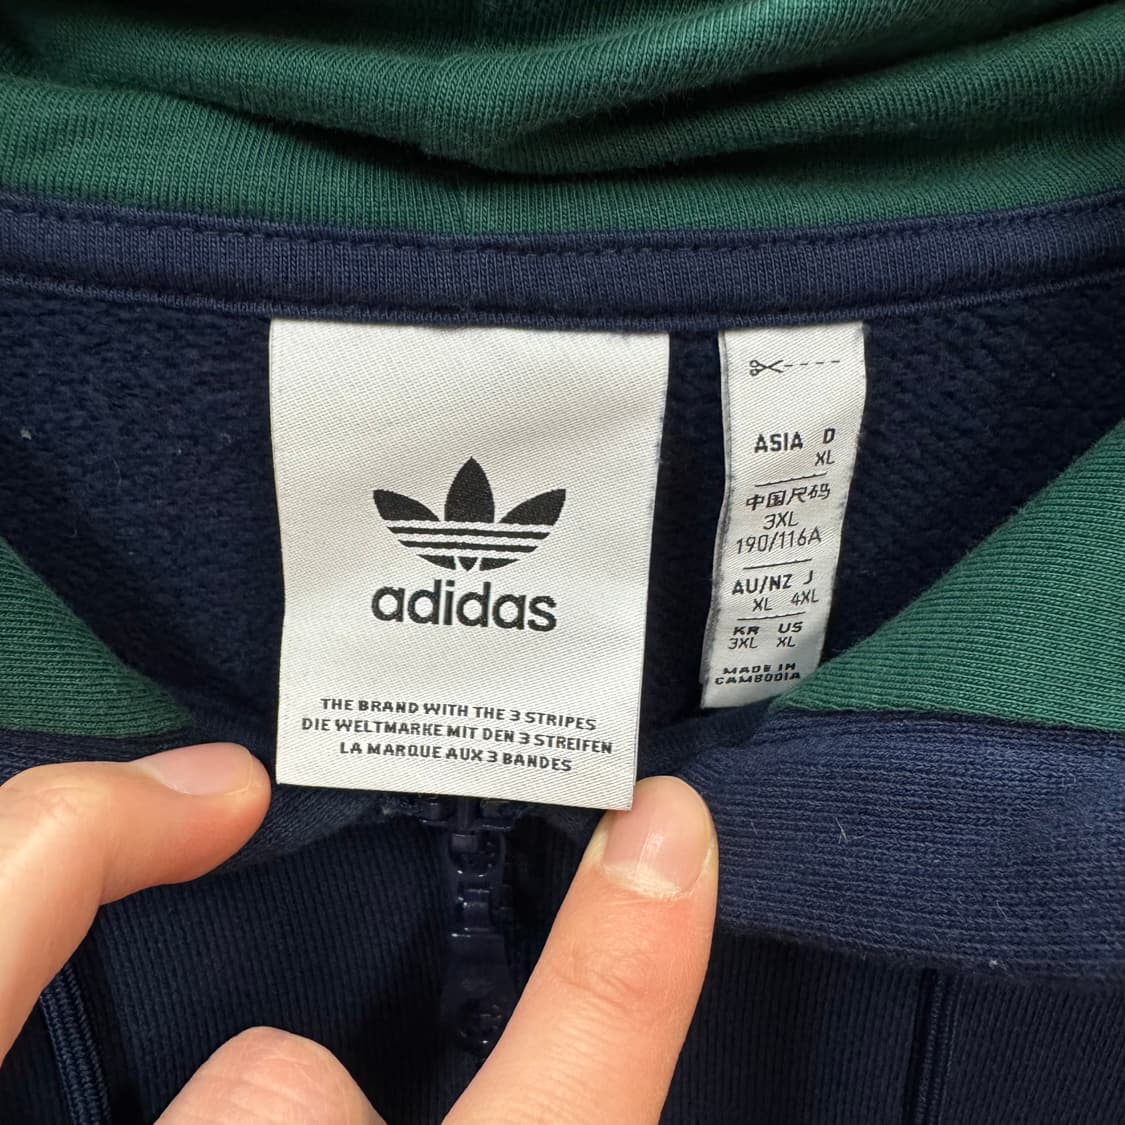 adidas
THE BRAND WITH THE 3 STRIPES
DIE WELTMARKE MIT DEN 3 STREIFEN
LA MARQUE AUX 3 BANDES
ASIA D
XL
中国尺码
3XL
190/116A
AU/NZ J
XL 4XL
KR US
3XL XL
MADE IN
CAMBODIA